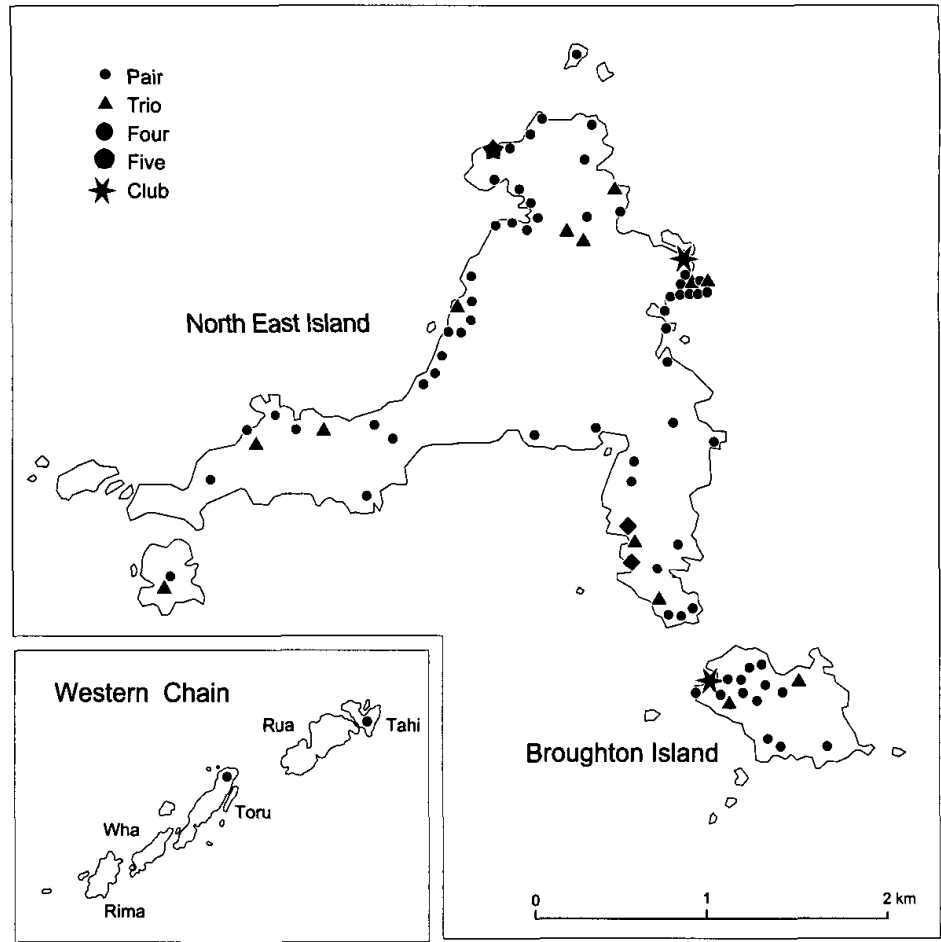 Pair
Trio
Four
Five
Club
North East Island
Western Chain
Rua
Tahi
Toru
Wha
Rima
Broughton Island
0 1 2 km